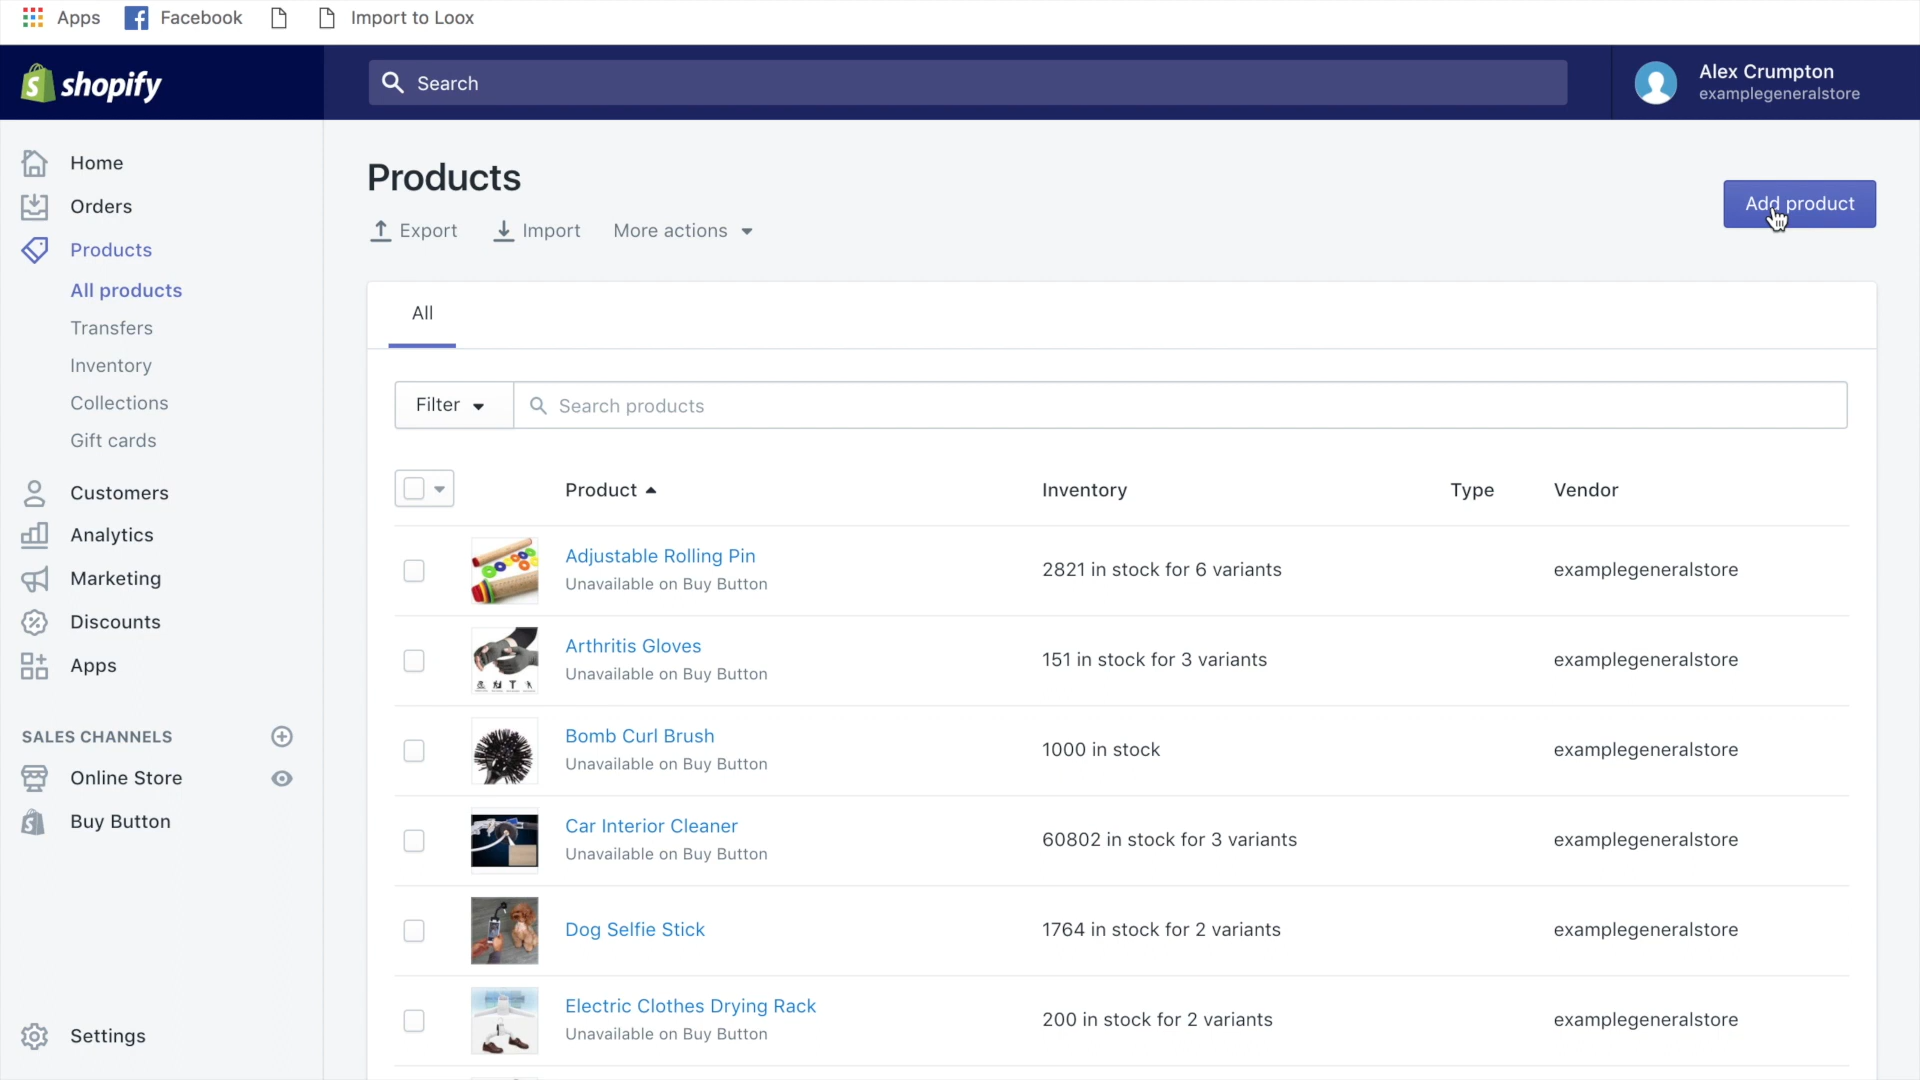 Apps Facebook Import to Loox
shopify
Search
Alex Crumpton
examplegeneralstore
Home
Orders
Products
All products
Transfers
Inventory
Collections
Gift cards
Customers
Analytics
Marketing
Discounts
Apps
SALES CHANNELS
Online Store
Buy Button
Settings
Products
Export Import More actions
Add product
All
Filter Search products
Product Inventory Type Vendor
Adjustable Rolling Pin
Unavailable on Buy Button
2821 in stock for 6 variants examplegeneralstore
Arthritis Gloves
Unavailable on Buy Button
151 in stock for 3 variants examplegeneralstore
Bomb Curl Brush
Unavailable on Buy Button
1000 in stock examplegeneralstore
Car Interior Cleaner
Unavailable on Buy Button
60802 in stock for 3 variants examplegeneralstore
Dog Selfie Stick 1764 in stock for 2 variants examplegeneralstore
Electric Clothes Drying Rack
Unavailable on Buy Button
200 in stock for 2 variants examplegeneralstore